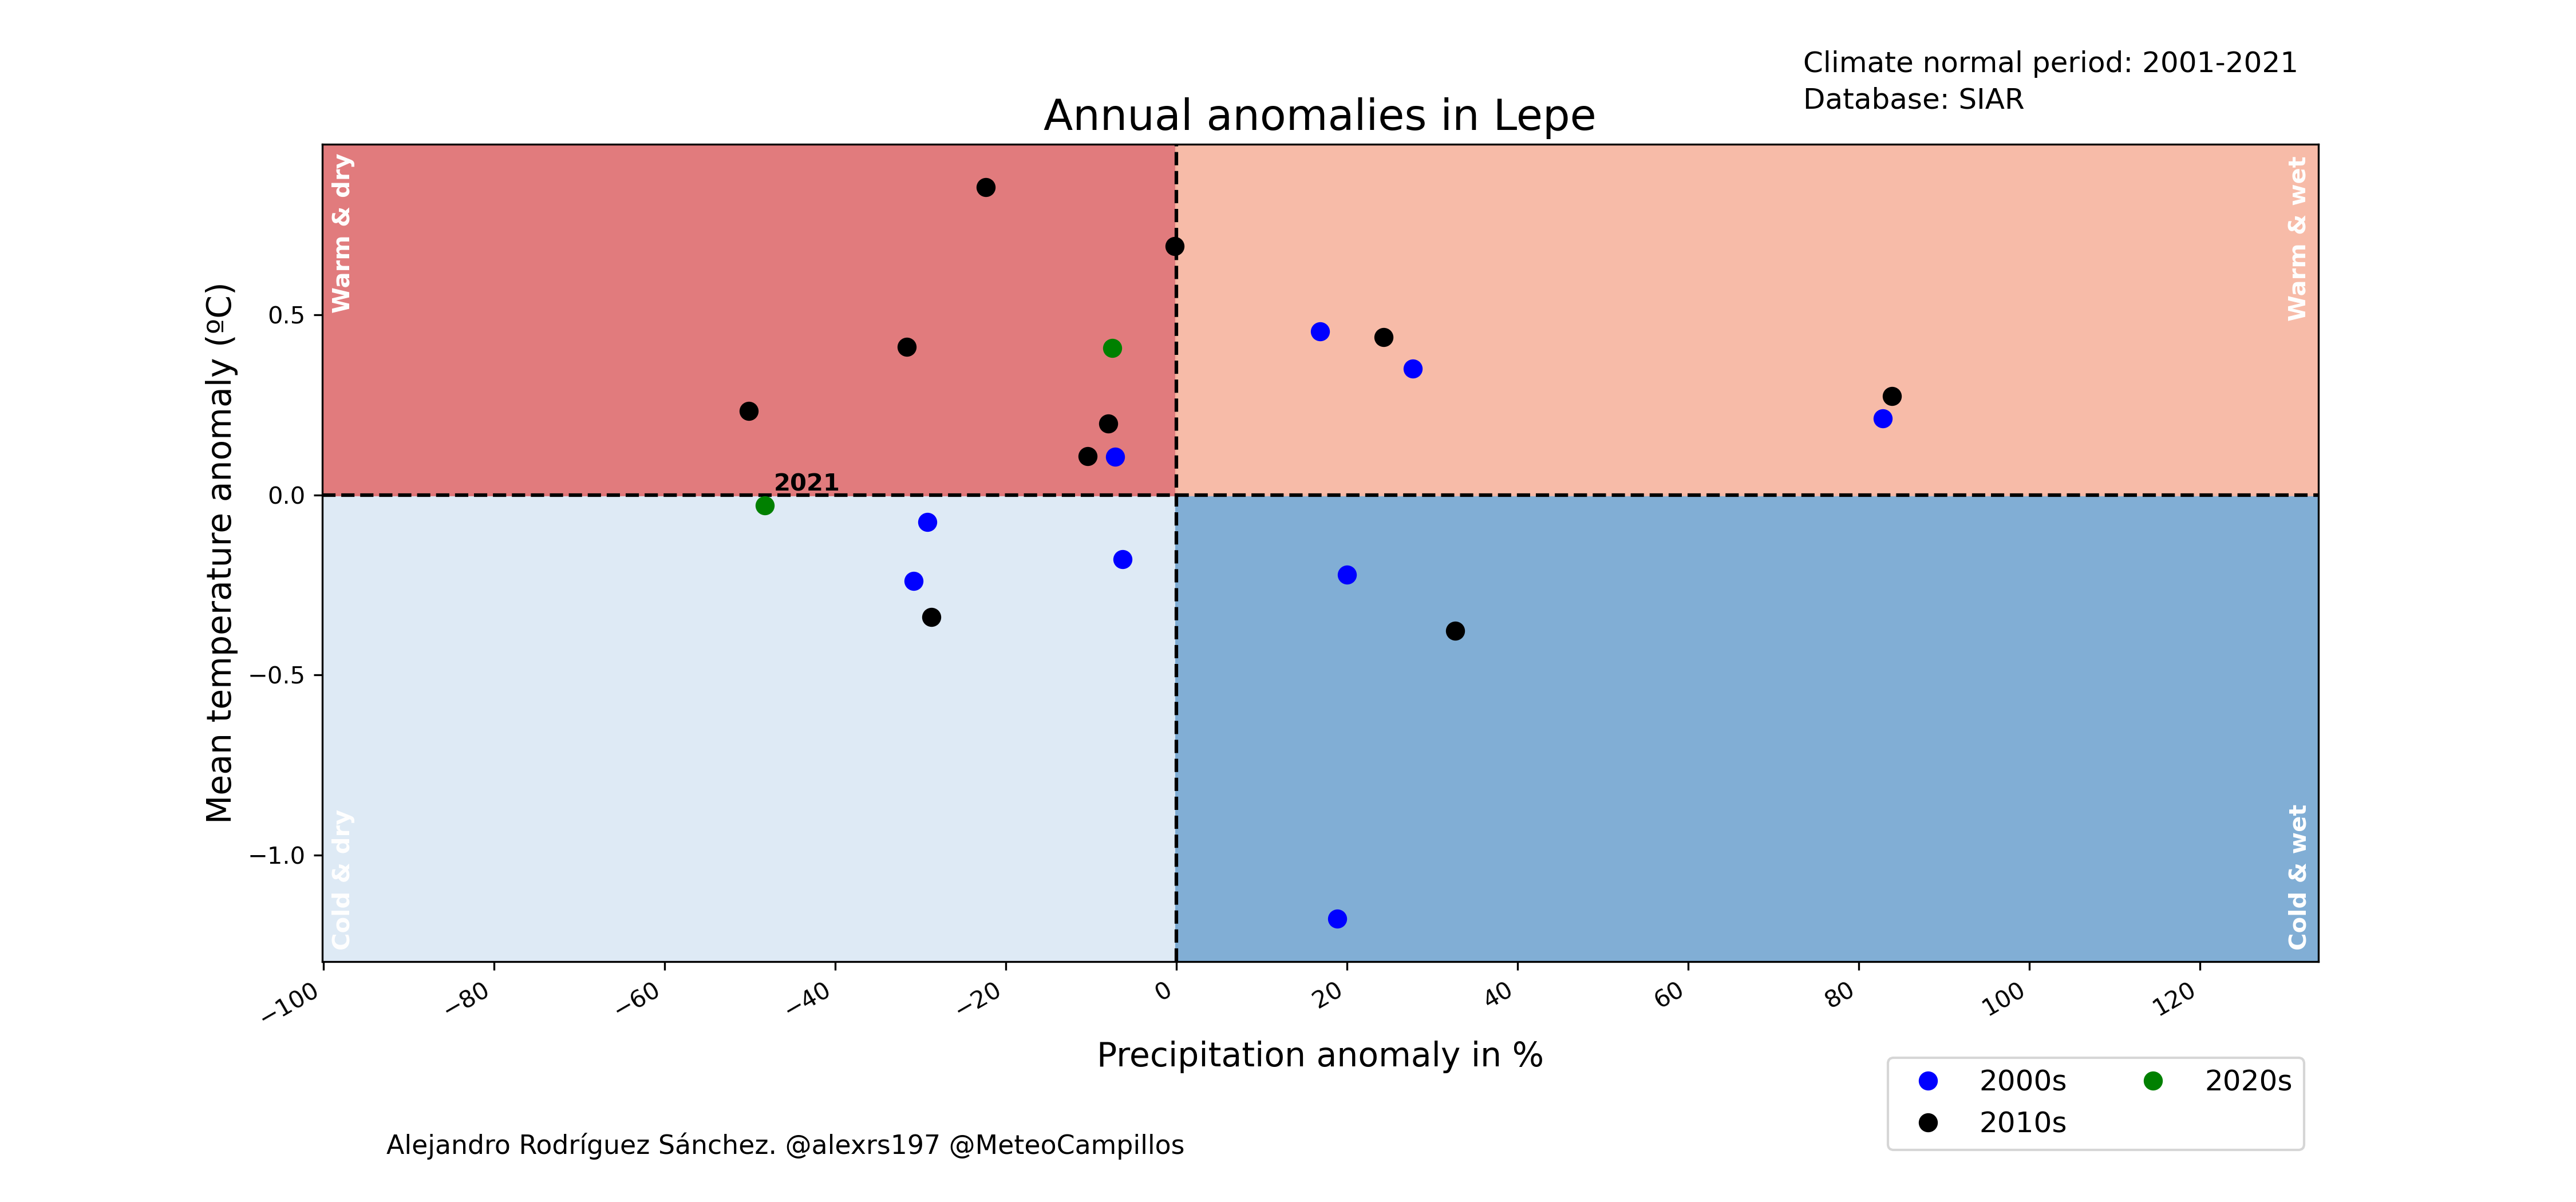 Climate normal period: 2001-2021
Database: SIAR
Annual anomalies in Lepe
Warm & dry
Warm & wet
Mean temperature anomaly (ºC)
0.5
0.0
−0.5
−1.0
2021
Cold & dry
Cold & wet
−100 −80 −60 −40 −20 0 20 40 60 80 100 120
Precipitation anomaly in %
2000s 2020s
2010s
Alejandro Rodríguez Sánchez. @alexrs197 @MeteoCampillos